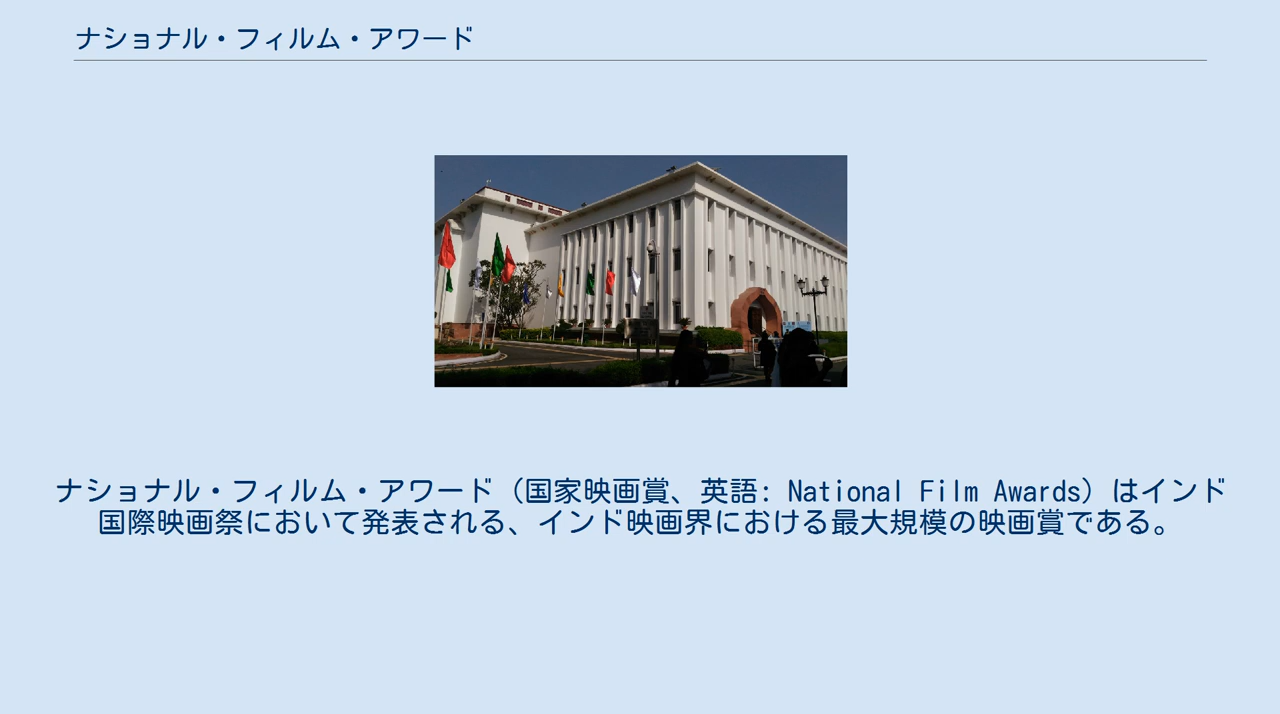 ナショナル・フィルム・アワード
ナショナル・フィルム・アワード（国家映画賞、英語: National Film Awards）はインド
国際映画祭において発表される、インド映画界における最大規模の映画賞である。